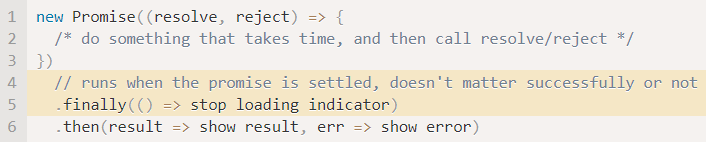 1 new Promise((resolve, reject) => {
2 /* do something that takes time, and then call resolve/reject */
3 })
4 // runs when the promise is settled, doesn't matter successfully or not
5 .finally(() => stop loading indicator)
6 .then(result => show result, err => show error)